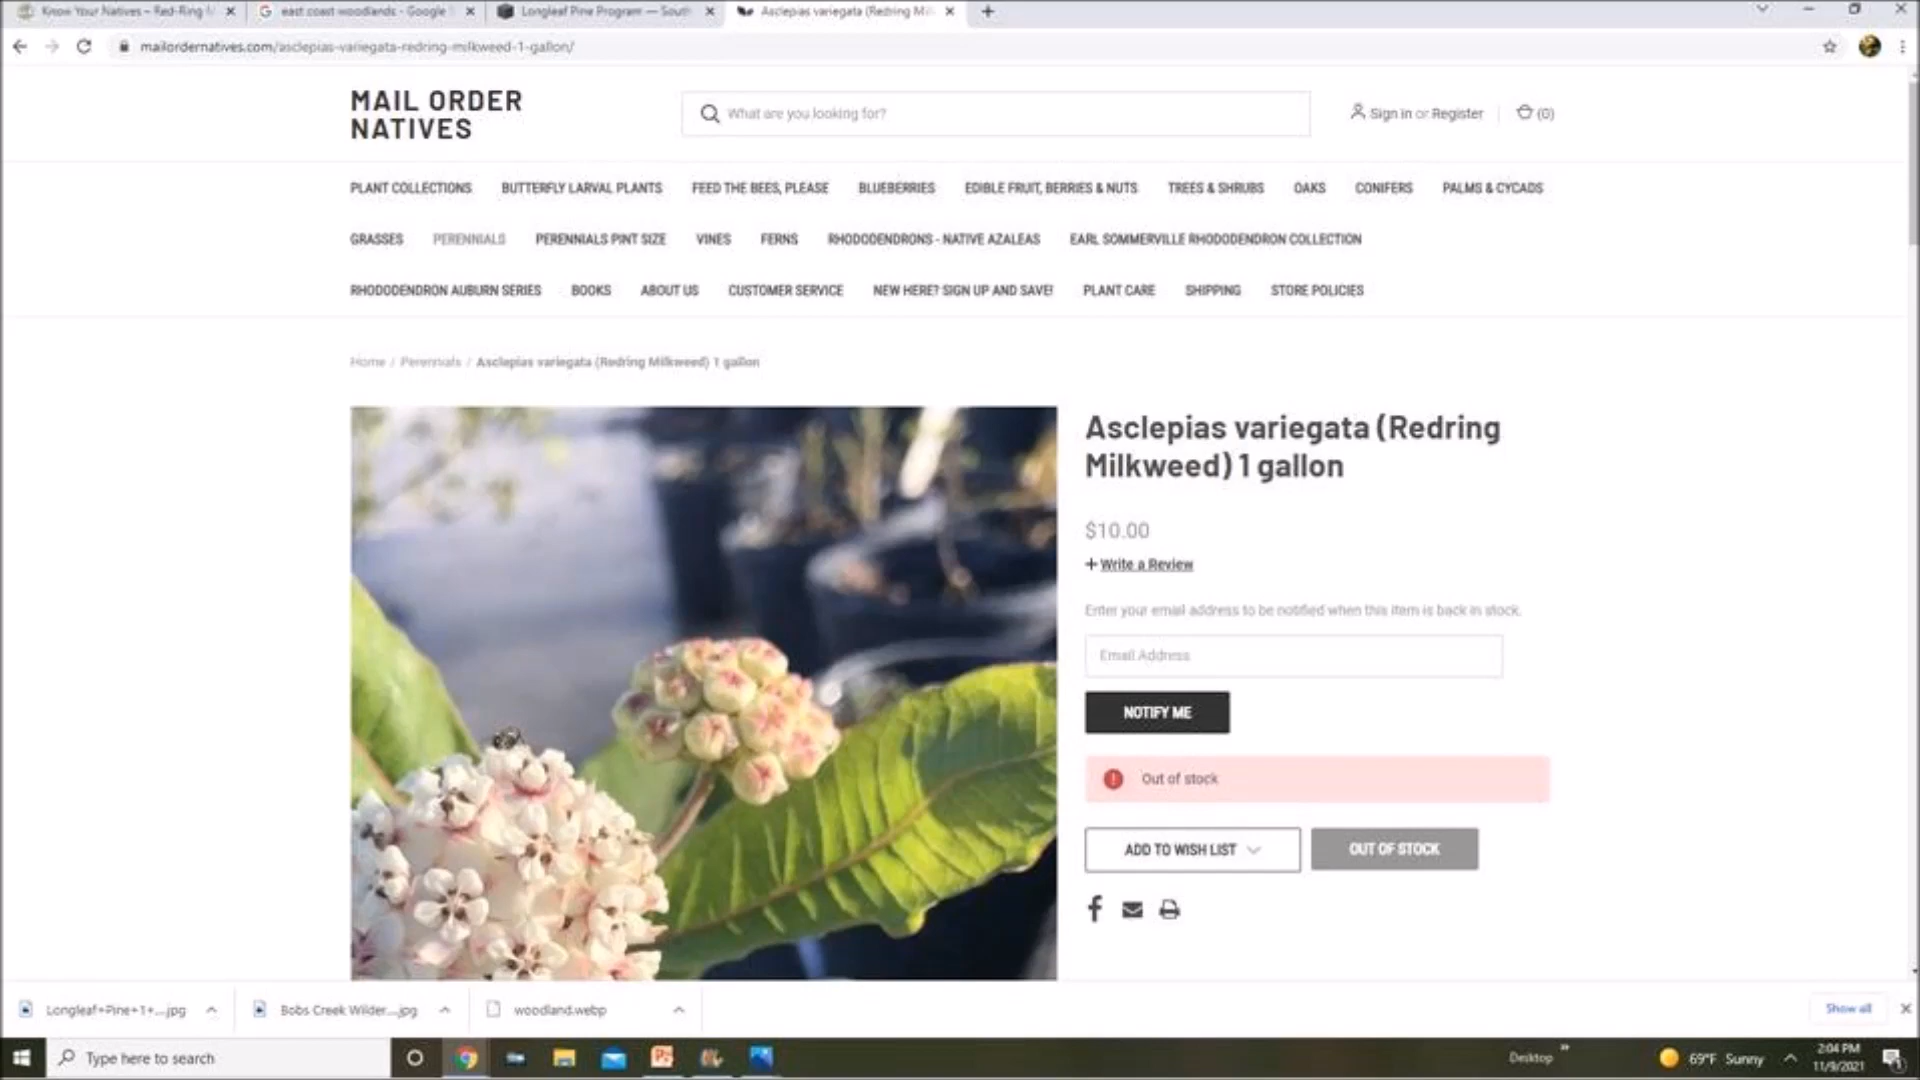 Know Your Natives – Red-Ring M
east coast woodlands - Google S
Longleaf Pine Program — South
Asclepias variegata (Redring Mil
mailordernatives.com/asclepias-variegata-redring-milkweed-1-gallon/
MAIL ORDER
NATIVES
What are you looking for?
Sign in or Register
(0)
PLANT COLLECTIONS BUTTERFLY LARVAL PLANTS FEED THE BEES, PLEASE BLUEBERRIES EDIBLE FRUIT, BERRIES & NUTS TREES & SHRUBS OAKS CONIFERS PALMS & CYCADS
GRASSES PERENNIALS PERENNIALS PINT SIZE VINES FERNS RHODODENDRONS - NATIVE AZALEAS EARL SOMMERVILLE RHODODENDRON COLLECTION
RHODODENDRON AUBURN SERIES BOOKS ABOUT US CUSTOMER SERVICE NEW HERE? SIGN UP AND SAVE! PLANT CARE SHIPPING STORE POLICIES
Home / Perennials / Asclepias variegata (Redring Milkweed) 1 gallon
Asclepias variegata (Redring
Milkweed) 1 gallon
$10.00
+ Write a Review
Enter your email address to be notified when this item is back in stock.
Email Address
NOTIFY ME
Out of stock
ADD TO WISH LIST
OUT OF STOCK
Longleaf+Pine+1+....jpg
Bobs Creek Wilder....jpg
woodland.webp
Show all
Type here to search
Desktop
69°F Sunny
2:04 PM
11/9/2021